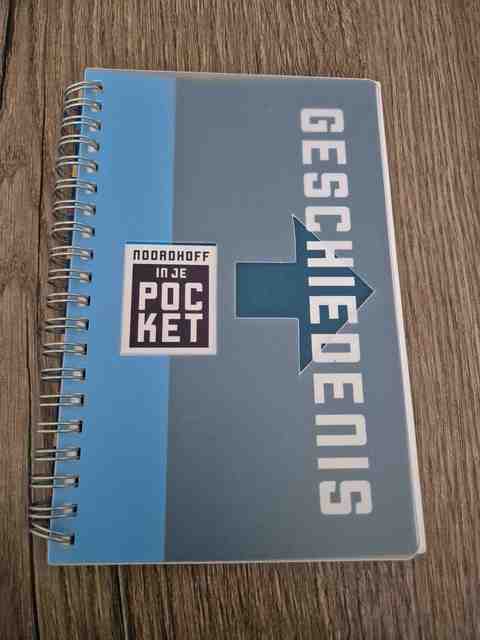 NOORDHOFF
IN JE
POC
KET
GESCHIEDENIS